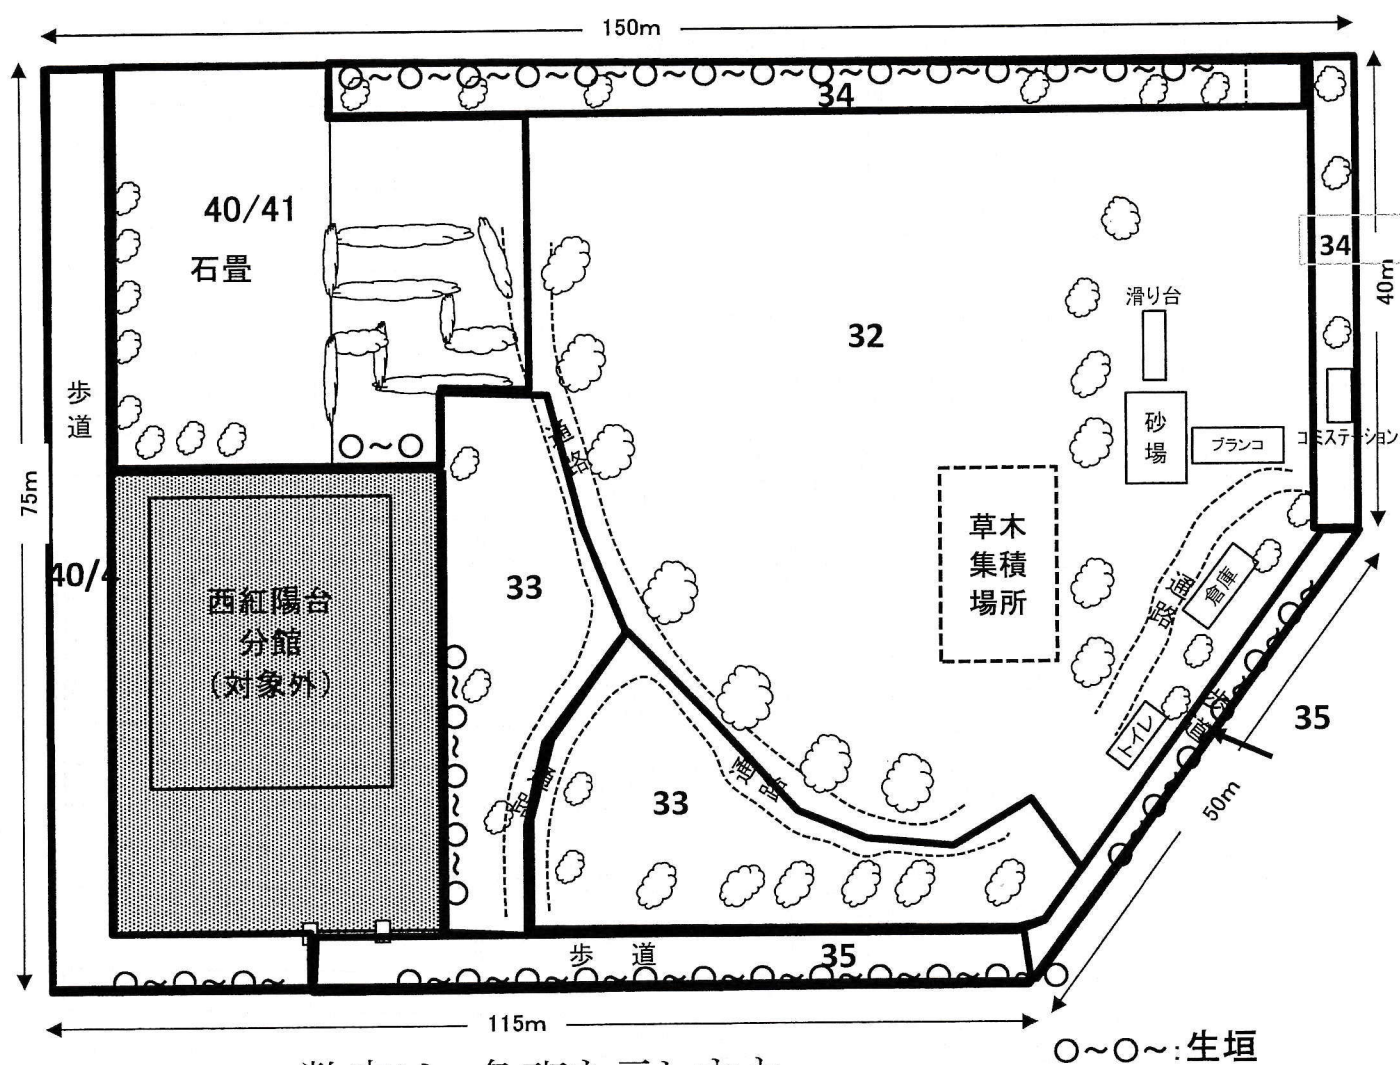 150m
34
40/41
石畳
34
40m
滑り台
32
歩道
通路
砂場
ブランコ
ゴミステーション
75m
草木
集積
場所
40/4
33
西紅陽台
分館
(対象外)
通路
倉庫
歩道
35
トイレ
通路
通路
33
50m
歩道
35
115m
○~○~:生垣